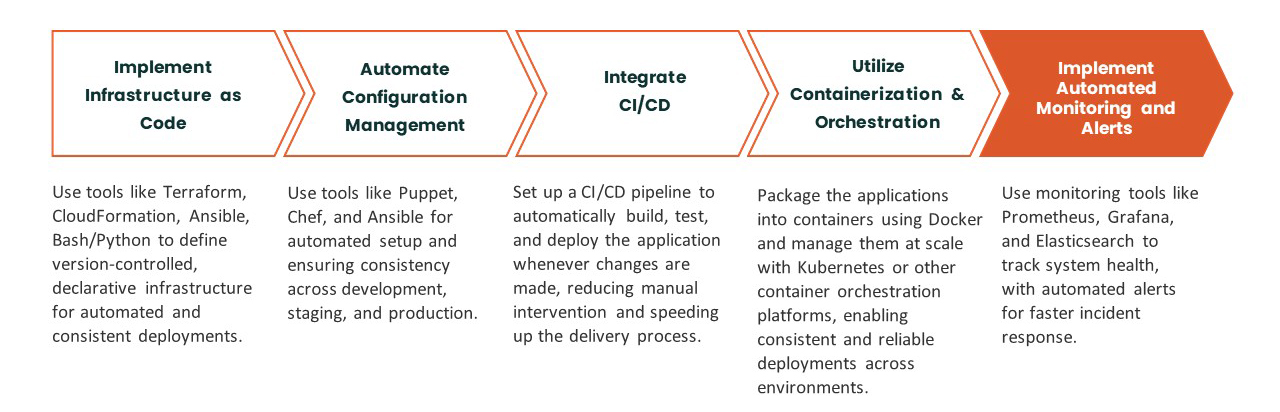 Implement
Infrastructure as
Code
Automate
Configuration
Management
Integrate
CI/CD
Utilize
Containerization &
Orchestration
Implement
Automated
Monitoring and
Alerts
Use tools like Terraform,
CloudFormation, Ansible,
Bash/Python to define
version-controlled,
declarative infrastructure
for automated and
consistent deployments.
Use tools like Puppet,
Chef, and Ansible for
automated setup and
ensuring consistency
across development,
staging, and production.
Set up a CI/CD pipeline to
automatically build, test,
and deploy the application
whenever changes are
made, reducing manual
intervention and speeding
up the delivery process.
Package the applications
into containers using Docker
and manage them at scale
with Kubernetes or other
container orchestration
platforms, enabling
consistent and reliable
deployments across
environments.
Use monitoring tools like
Prometheus, Grafana,
and Elasticsearch to
track system health,
with automated alerts
for faster incident
response.